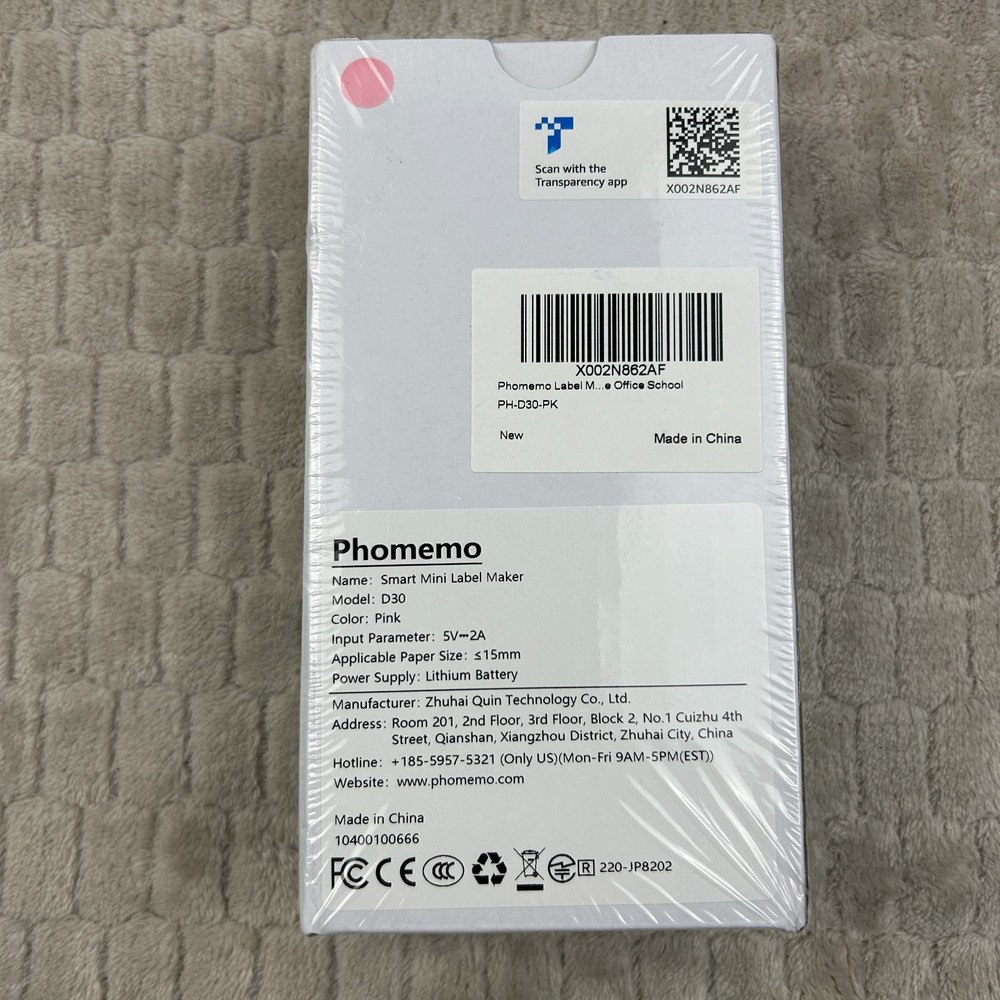 Scan with the
Transparency app
X002N862AF
X002N862AF
Phomemo Label M...e Office School
PH-D30-PK
New
Made in China
Phomemo
Name: Smart Mini Label Maker
Model: D30
Color: Pink
Input Parameter: 5V⎓2A
Applicable Paper Size: ≤15mm
Power Supply: Lithium Battery
Manufacturer: Zhuhai Quin Technology Co., Ltd.
Address: Room 201, 2nd Floor, 3rd Floor, Block 2, No.1 Cuizhu 4th
Street, Qianshan, Xiangzhou District, Zhuhai City, China
Hotline: +185-5957-5321 (Only US)(Mon-Fri 9AM-5PM(EST))
Website: www.phomemo.com
Made in China
10400100666
FC CE CCC R 220-JP8202